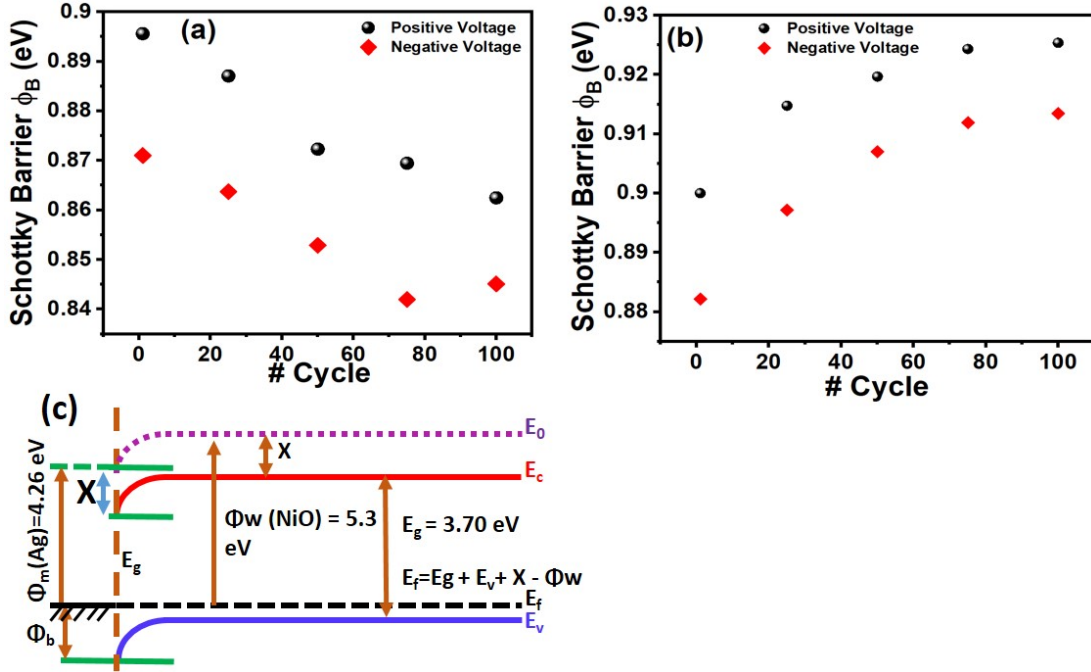 (a)
Positive Voltage
Negative Voltage
Schottky Barrier ϕB (eV)
0.9
0.89
0.88
0.87
0.86
0.85
0.84
0 20 40 60 80 100
# Cycle
(b)
Positive Voltage
Negative Voltage
Schottky Barrier ϕB (eV)
0.93
0.92
0.91
0.9
0.89
0.88
0 20 40 60 80 100
# Cycle
(c)
Φm(Ag)=4.26 eV
E0
X
Ec
X
Φw (NiO) = 5.3
eV
Eg = 3.70 eV
Eg
Ef=Eg + Ev+ X - Φw
Ef
Φb
Ev